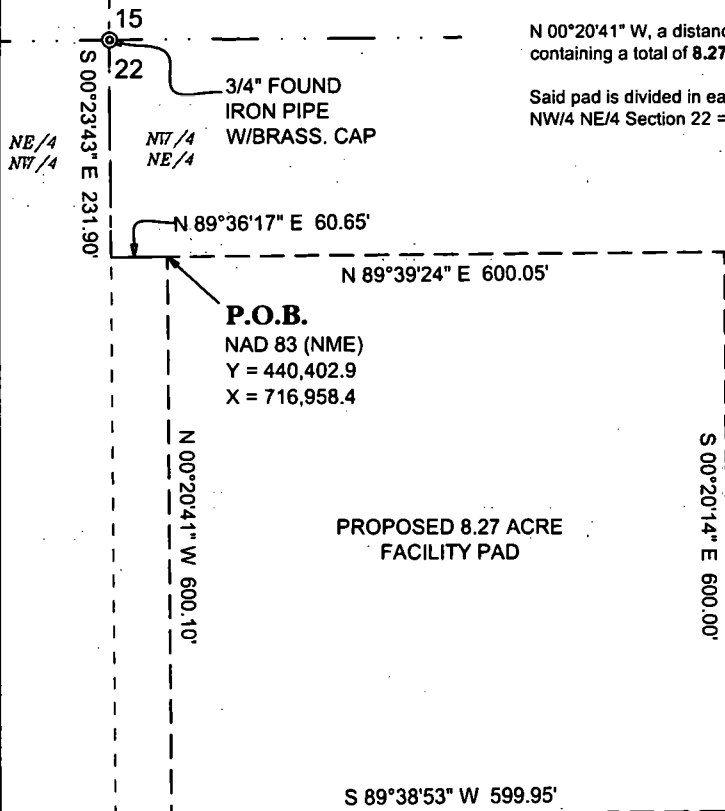 15
22
N 00°20'41" W, a distanc
containing a total of 8.27
Said pad is divided in ea
NW/4 NE/4 Section 22 =
3/4" FOUND
IRON PIPE
W/BRASS. CAP
S 00°23'43" E 231.90'
NE/4
NW/4
NW/4
NE/4
N 89°36'17" E 60.65'
N 89°39'24" E 600.05'
P.O.B.
NAD 83 (NME)
Y = 440,402.9
X = 716,958.4
N 00°20'41" W 600.10'
S 00°20'14" E 600.00'
PROPOSED 8.27 ACRE
FACILITY PAD
S 89°38'53" W 599.95'